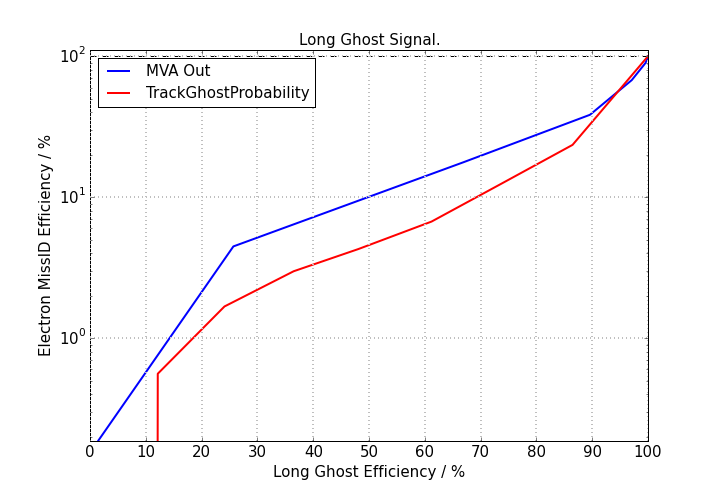 Long Ghost Signal.
MVA Out
TrackGhostProbability
Electron MissID Efficiency / %
10²
10¹
10⁰
0 10 20 30 40 50 60 70 80 90 100
Long Ghost Efficiency / %